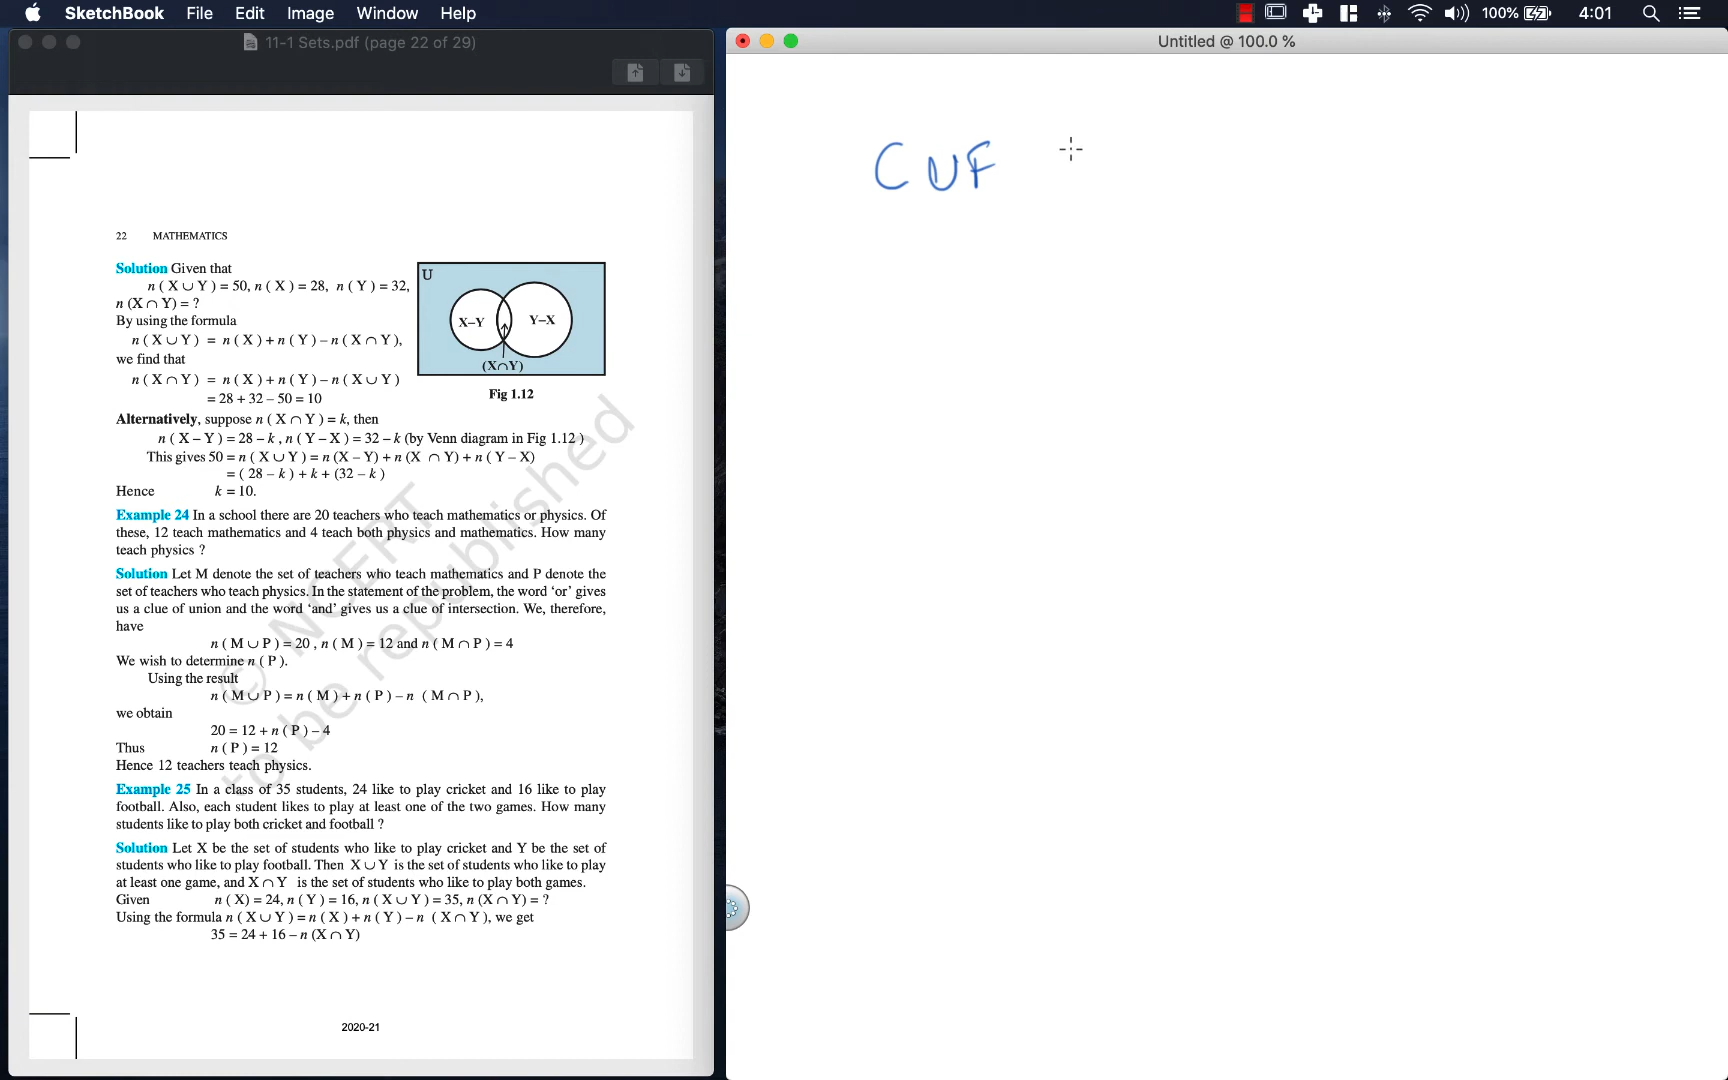 SketchBook File Edit Image Window Help 100% 4:01
11-1 Sets.pdf (page 22 of 29)
Untitled @ 100.0 %
22 MATHEMATICS
Solution Given that
n ( X ∪ Y ) = 50, n ( X ) = 28, n ( Y ) = 32,
n (X ∩ Y) = ?
By using the formula
n ( X ∪ Y ) = n ( X ) + n ( Y ) – n ( X ∩ Y ),
we find that
n ( X ∩ Y ) = n ( X ) + n ( Y ) – n ( X ∪ Y )
= 28 + 32 – 50 = 10
U
X–Y Y–X
(X∩Y)
Fig 1.12
Alternatively, suppose n ( X ∩ Y ) = k, then
n ( X – Y ) = 28 – k , n ( Y – X ) = 32 – k (by Venn diagram in Fig 1.12 )
This gives 50 = n ( X ∪ Y ) = n (X – Y) + n (X ∩ Y) + n ( Y – X)
= ( 28 – k ) + k + (32 – k )
Hence k = 10.
Example 24 In a school there are 20 teachers who teach mathematics or physics. Of
these, 12 teach mathematics and 4 teach both physics and mathematics. How many
teach physics ?
Solution Let M denote the set of teachers who teach mathematics and P denote the
set of teachers who teach physics. In the statement of the problem, the word ‘or’ gives
us a clue of union and the word ‘and’ gives us a clue of intersection. We, therefore,
have
n ( M ∪ P ) = 20 , n ( M ) = 12 and n ( M ∩ P ) = 4
We wish to determine n ( P ).
Using the result
n ( M ∪ P ) = n ( M ) + n ( P ) – n ( M ∩ P ),
we obtain
20 = 12 + n ( P ) – 4
Thus n ( P ) = 12
Hence 12 teachers teach physics.
Example 25 In a class of 35 students, 24 like to play cricket and 16 like to play
football. Also, each student likes to play at least one of the two games. How many
students like to play both cricket and football ?
Solution Let X be the set of students who like to play cricket and Y be the set of
students who like to play football. Then X ∪ Y is the set of students who like to play
at least one game, and X ∩ Y is the set of students who like to play both games.
Given n ( X) = 24, n ( Y ) = 16, n ( X ∪ Y ) = 35, n (X ∩ Y) = ?
Using the formula n ( X ∪ Y ) = n ( X ) + n ( Y ) – n ( X ∩ Y ), we get
35 = 24 + 16 – n (X ∩ Y)
2020-21
© NCERT
to be republished
C ∪ F